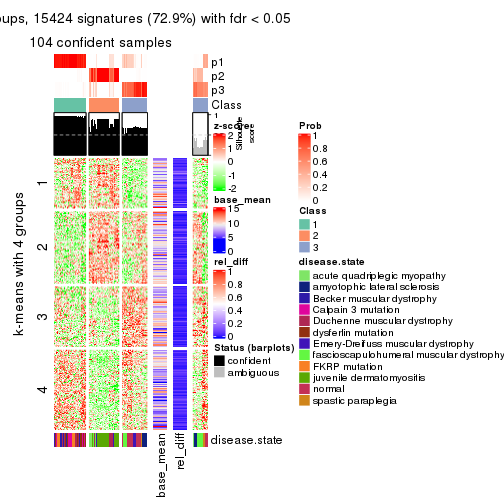 oups, 15424 signatures (72.9%) with fdr < 0.05
104 confident samples
p1
p2
p3
Class
1
Silhouette
score
z-score
2
1
0
-1
-2
base_mean
15
10
5
0
rel_diff
1
0.8
0.6
0.4
0.2
0
Status (barplots)
confident
ambiguous
Prob
1
0.8
0.6
0.4
0.2
0
Class
1
2
3
disease.state
acute quadriplegic myopathy
amyotophic lateral sclerosis
Becker muscular dystrophy
Calpain 3 mutation
Duchenne muscular dystrophy
dysferlin mutation
Emery-Dreifuss muscular dystrophy
fascioscapulohumeral muscular dystrophy
FKRP mutation
juvenile dermatomyositis
normal
spastic paraplegia
k-means with 4 groups
1
2
3
4
disease.state
base_mean
rel_diff